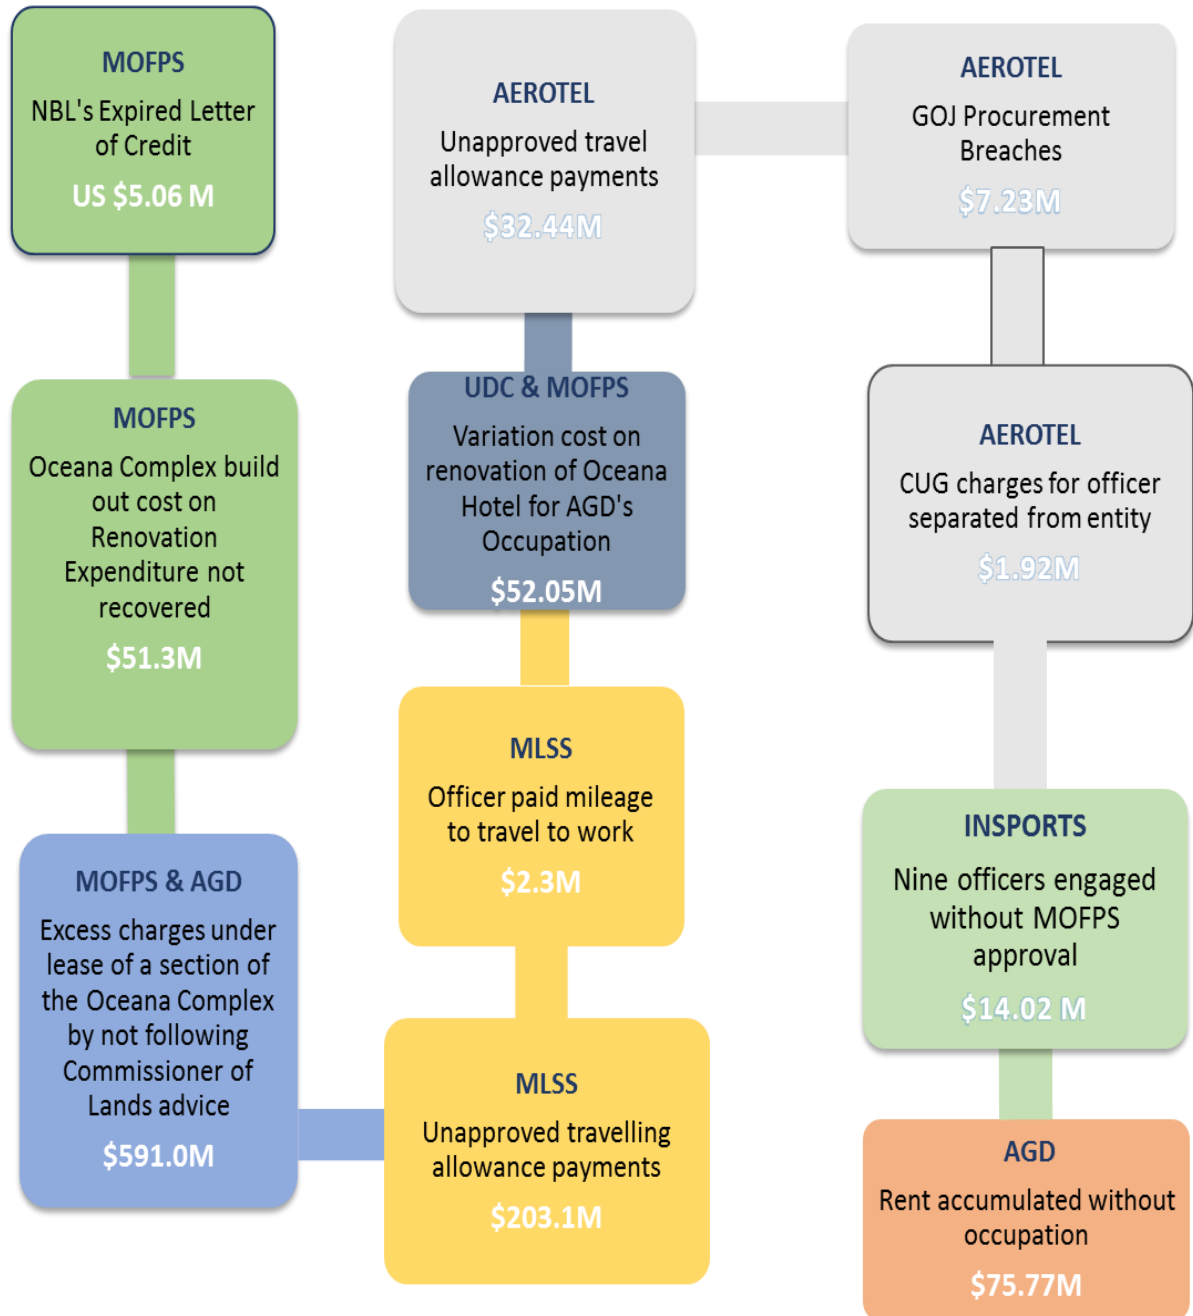 MOFPS
NBL's Expired Letter
of Credit
US $5.06 M
MOFPS
Oceana Complex build
out cost on
Renovation
Expenditure not
recovered
$51.3M
MOFPS & AGD
Excess charges under
lease of a section of
the Oceana Complex
by not following
Commissioner of
Lands advice
$591.0M
MLSS
Unapproved travelling
allowance payments
$203.1M
MLSS
Officer paid mileage
to travel to work
$2.3M
UDC & MOFPS
Variation cost on
renovation of Oceana
Hotel for AGD's
Occupation
$52.05M
AEROTEL
Unapproved travel
allowance payments
$32.44M
AEROTEL
GOJ Procurement
Breaches
$7.23M
AEROTEL
CUG charges for officer
separated from entity
$1.92M
INSPORTS
Nine officers engaged
without MOFPS
approval
$14.02 M
AGD
Rent accumulated without
occupation
$75.77M